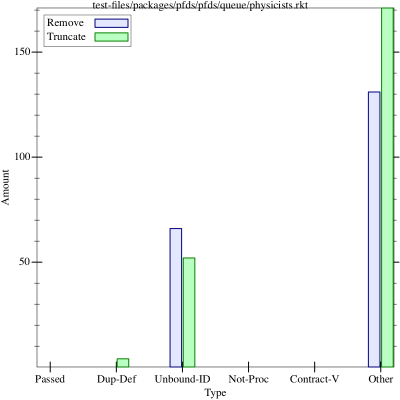 test-files/packages/pfds/pfds/queue/physicists.rkt
Remove
Truncate
150
100
50
Amount
Passed Dup-Def Unbound-ID Not-Proc Contract-V Other
Type